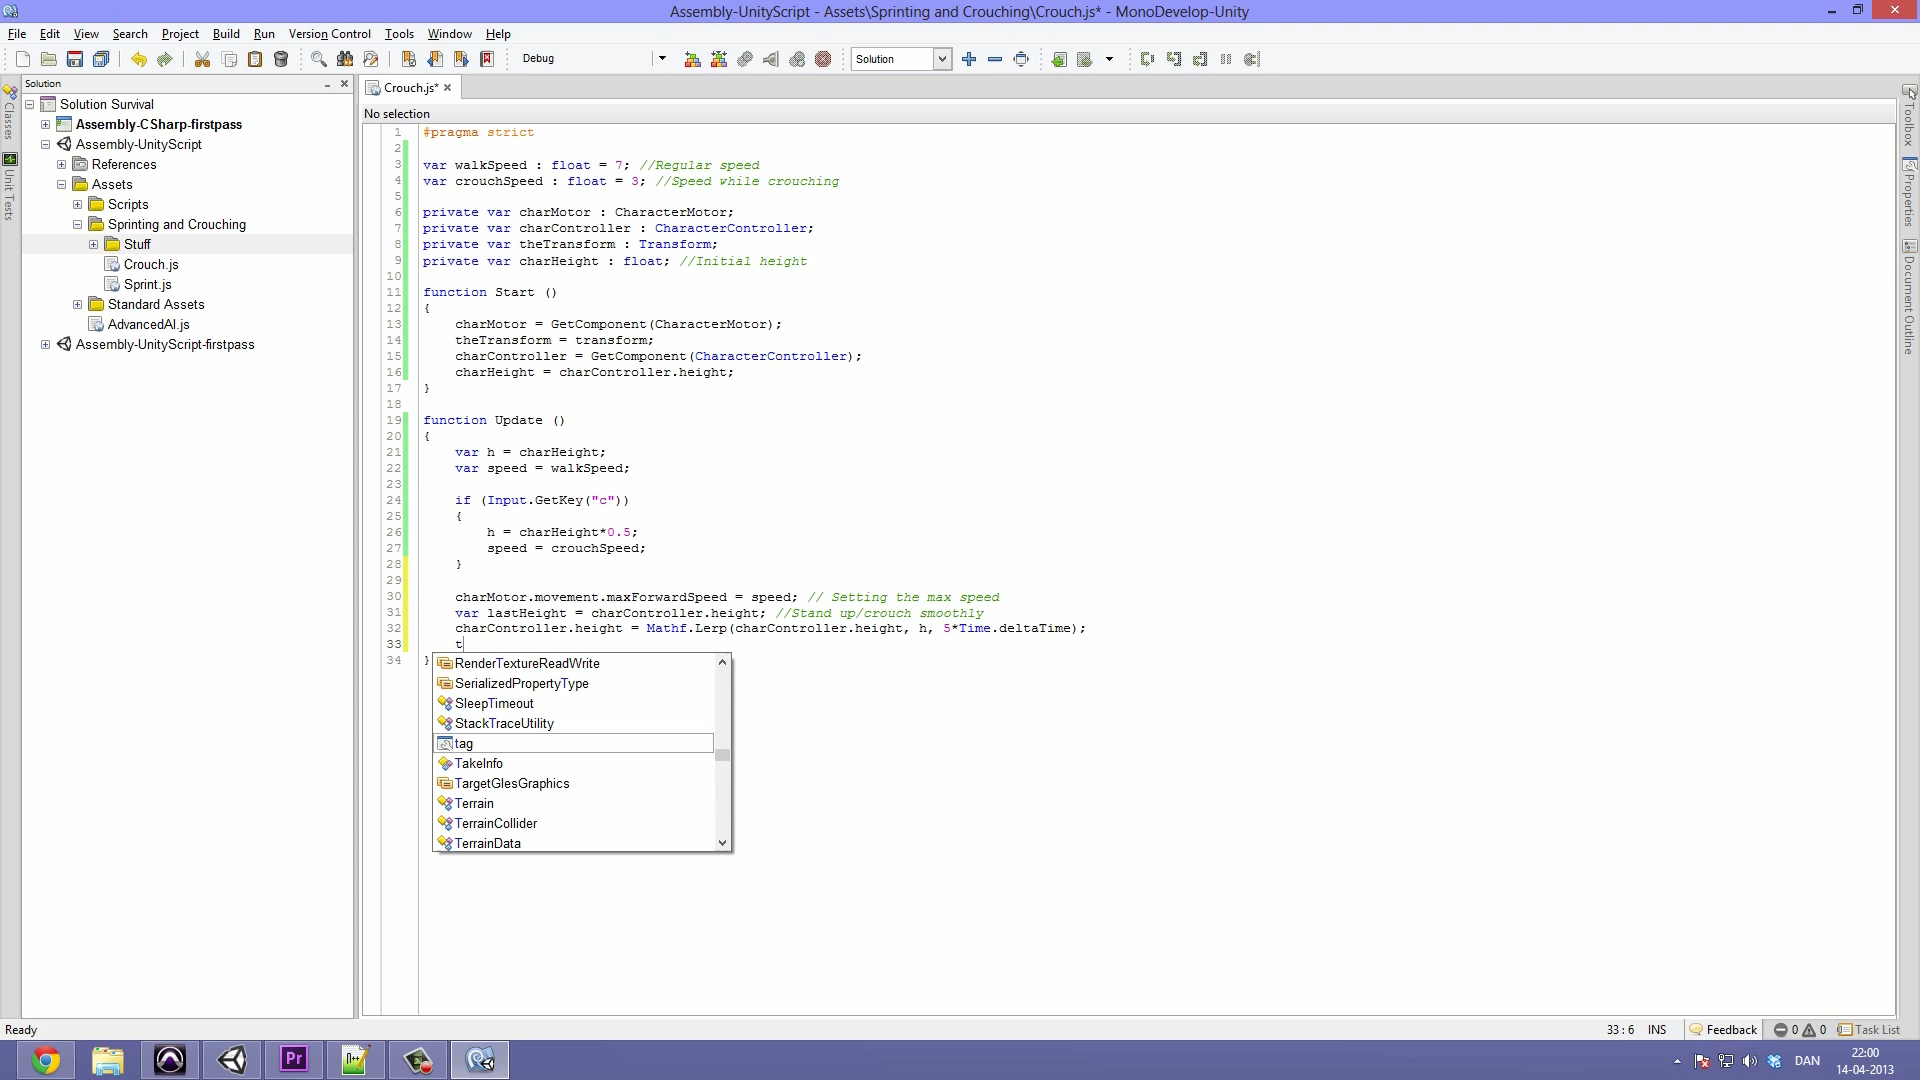 Assembly-UnityScript - Assets\Sprinting and Crouching\Crouch.js* - MonoDevelop-Unity
File Edit View Search Project Build Run Version Control Tools Window Help
Debug Solution
Solution
Crouch.js*
No selection
Classes
Unit Tests
Solution Survival
Assembly-CSharp-firstpass
Assembly-UnityScript
References
Assets
Scripts
Sprinting and Crouching
Stuff
Crouch.js
Sprint.js
Standard Assets
AdvancedAI.js
Assembly-UnityScript-firstpass
1 #pragma strict
2
3 var walkSpeed : float = 7; //Regular speed
4 var crouchSpeed : float = 3; //Speed while crouching
5
6 private var charMotor : CharacterMotor;
7 private var charController : CharacterController;
8 private var theTransform : Transform;
9 private var charHeight : float; //Initial height
10
11 function Start ()
12 {
13 charMotor = GetComponent(CharacterMotor);
14 theTransform = transform;
15 charController = GetComponent(CharacterController);
16 charHeight = charController.height;
17 }
18
19 function Update ()
20 {
21 var h = charHeight;
22 var speed = walkSpeed;
23
24 if (Input.GetKey("c"))
25 {
26 h = charHeight*0.5;
27 speed = crouchSpeed;
28 }
29
30 charMotor.movement.maxForwardSpeed = speed; // Setting the max speed
31 var lastHeight = charController.height; //Stand up/crouch smoothly
32 charController.height = Mathf.Lerp(charController.height, h, 5*Time.deltaTime);
33 t
34 }
RenderTextureReadWrite
SerializedPropertyType
SleepTimeout
StackTraceUtility
tag
TakeInfo
TargetGlesGraphics
Terrain
TerrainCollider
TerrainData
Toolbox
Properties
Document Outline
Ready 33 : 6 INS Feedback 0 0 Task List
Pr
n++
DAN
22:00
14-04-2013